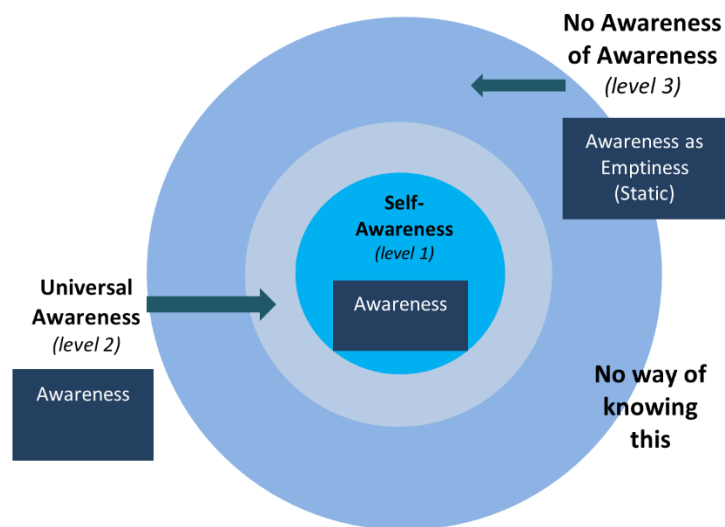 No Awareness
of Awareness
(level 3)
Awareness as
Emptiness
(Static)
Self-
Awareness
(level 1)
Awareness
Universal
Awareness
(level 2)
Awareness
No way of
knowing
this